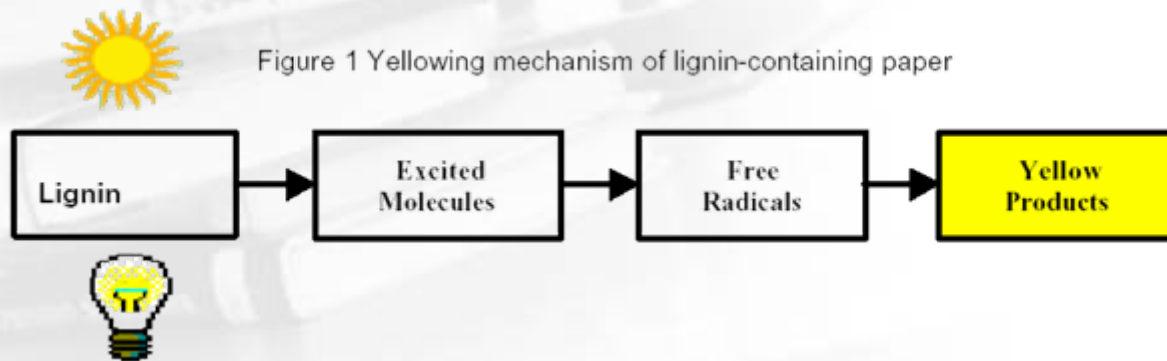 Figure 1 Yellowing mechanism of lignin-containing paper
Lignin
Excited
Molecules
Free
Radicals
Yellow
Products